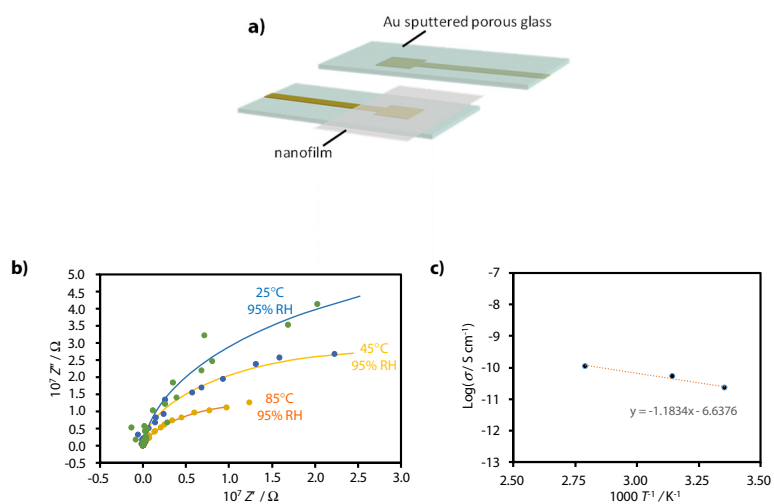 a)
Au sputtered porous glass
nanofilm
b)
5.0
4.5
4.0
3.5
3.0
2.5
2.0
1.5
1.0
0.5
0.0
-0.5
10⁷ Z'' / Ω
25°C
95% RH
45°C
95% RH
85°C
95% RH
-0.5 0.0 0.5 1.0 1.5 2.0 2.5 3.0
10⁷ Z' / Ω
c)
-7
-8
-9
-10
-11
-12
-13
Log(σ/ S cm⁻¹)
y = -1.1834x - 6.6376
2.50 2.75 3.00 3.25 3.50
1000 T⁻¹ / K⁻¹